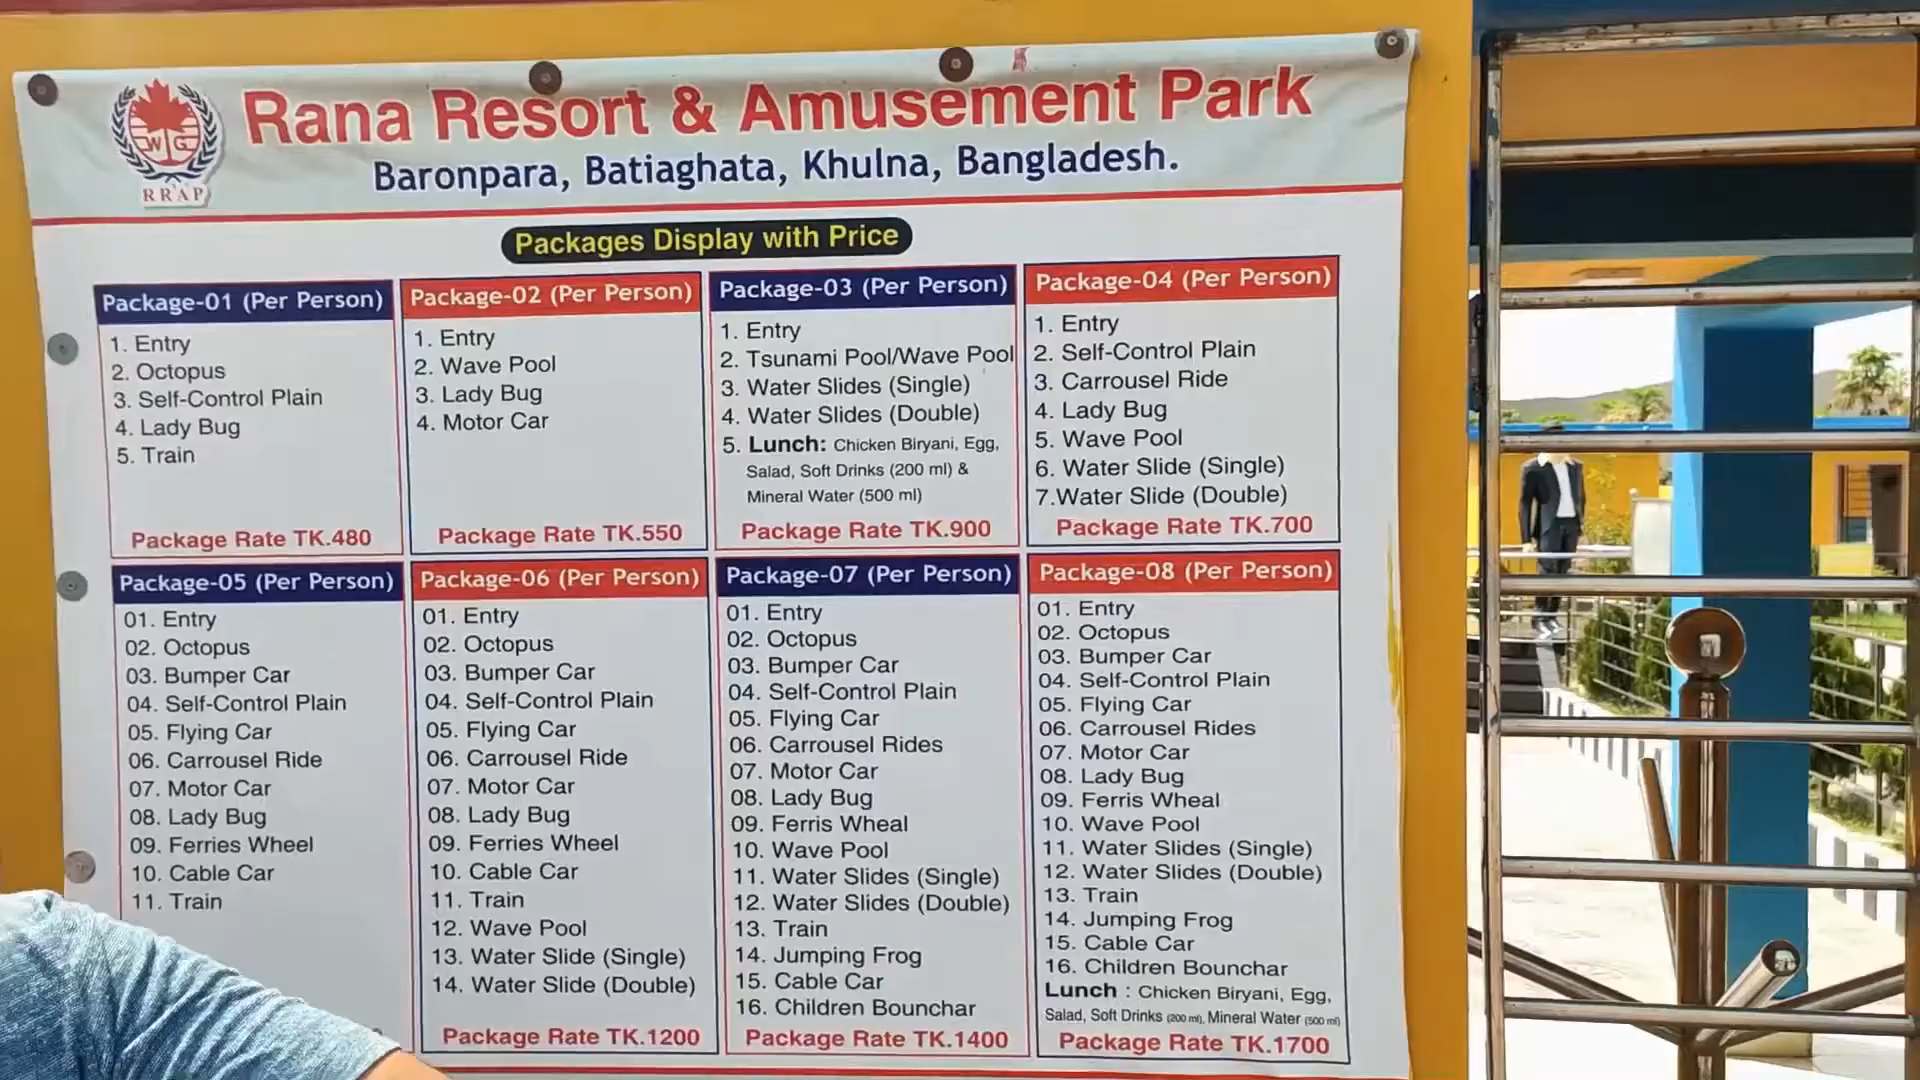 Rana Resort & Amusement Park
Baronpara, Batiaghata, Khulna, Bangladesh.
W G
RRAP
Packages Display with Price
Package-01 (Per Person)
1. Entry
2. Octopus
3. Self-Control Plain
4. Lady Bug
5. Train
Package Rate TK.480
Package-02 (Per Person)
1. Entry
2. Wave Pool
3. Lady Bug
4. Motor Car
Package Rate TK.550
Package-03 (Per Person)
1. Entry
2. Tsunami Pool/Wave Pool
3. Water Slides (Single)
4. Water Slides (Double)
5. Lunch: Chicken Biryani, Egg,
Salad, Soft Drinks (200 ml) &
Mineral Water (500 ml)
Package Rate TK.900
Package-04 (Per Person)
1. Entry
2. Self-Control Plain
3. Carrousel Ride
4. Lady Bug
5. Wave Pool
6. Water Slide (Single)
7.Water Slide (Double)
Package Rate TK.700
Package-05 (Per Person)
01. Entry
02. Octopus
03. Bumper Car
04. Self-Control Plain
05. Flying Car
06. Carrousel Ride
07. Motor Car
08. Lady Bug
09. Ferries Wheel
10. Cable Car
11. Train
Package-06 (Per Person)
01. Entry
02. Octopus
03. Bumper Car
04. Self-Control Plain
05. Flying Car
06. Carrousel Ride
07. Motor Car
08. Lady Bug
09. Ferries Wheel
10. Cable Car
11. Train
12. Wave Pool
13. Water Slide (Single)
14. Water Slide (Double)
Package Rate TK.1200
Package-07 (Per Person)
01. Entry
02. Octopus
03. Bumper Car
04. Self-Control Plain
05. Flying Car
06. Carrousel Rides
07. Motor Car
08. Lady Bug
09. Ferris Wheal
10. Wave Pool
11. Water Slides (Single)
12. Water Slides (Double)
13. Train
14. Jumping Frog
15. Cable Car
16. Children Bounchar
Package Rate TK.1400
Package-08 (Per Person)
01. Entry
02. Octopus
03. Bumper Car
04. Self-Control Plain
05. Flying Car
06. Carrousel Rides
07. Motor Car
08. Lady Bug
09. Ferris Wheal
10. Wave Pool
11. Water Slides (Single)
12. Water Slides (Double)
13. Train
14. Jumping Frog
15. Cable Car
16. Children Bounchar
Lunch : Chicken Biryani, Egg,
Salad, Soft Drinks (200 ml), Mineral Water (500 ml)
Package Rate TK.1700